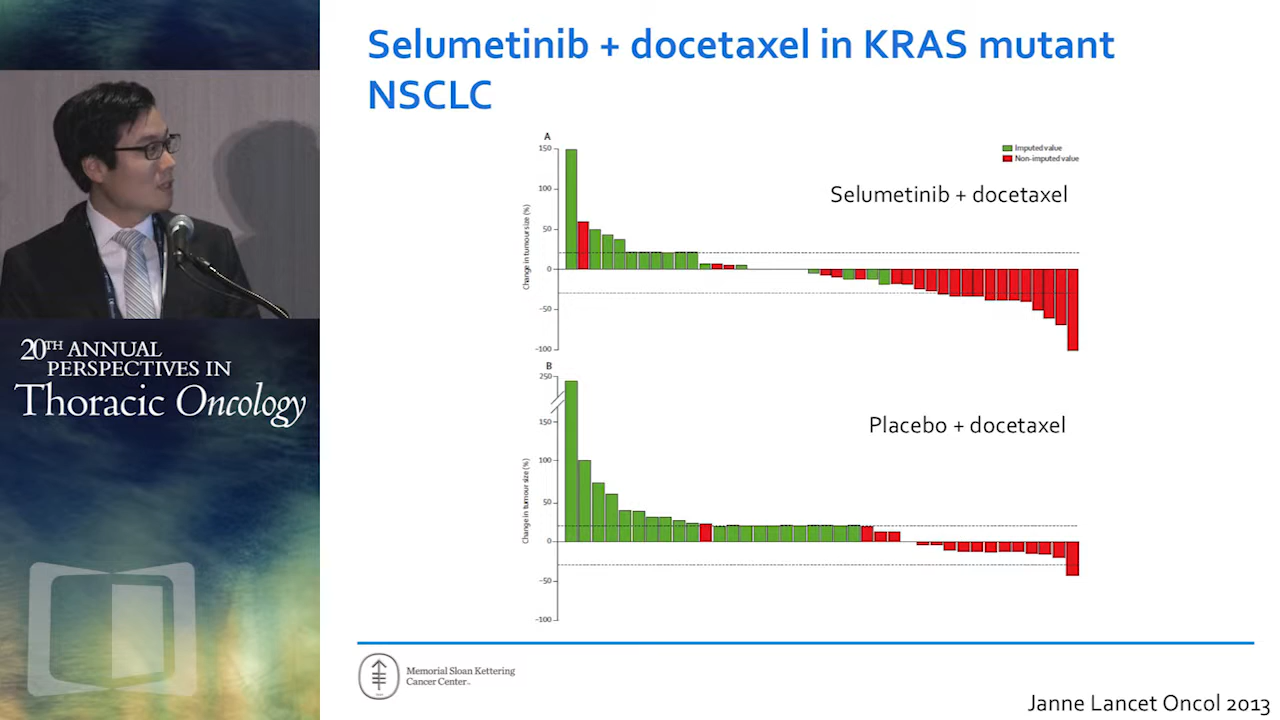 Selumetinib + docetaxel in KRAS mutant
NSCLC
A
Imputed value
Non-imputed value
Selumetinib + docetaxel
Change in tumour size (%)
150
100
50
0
-50
-100
B
Placebo + docetaxel
Change in tumour size (%)
250
150
100
50
0
-50
-100
20TH ANNUAL
PERSPECTIVES IN
Thoracic Oncology
Memorial Sloan Kettering
Cancer Center
Janne Lancet Oncol 2013